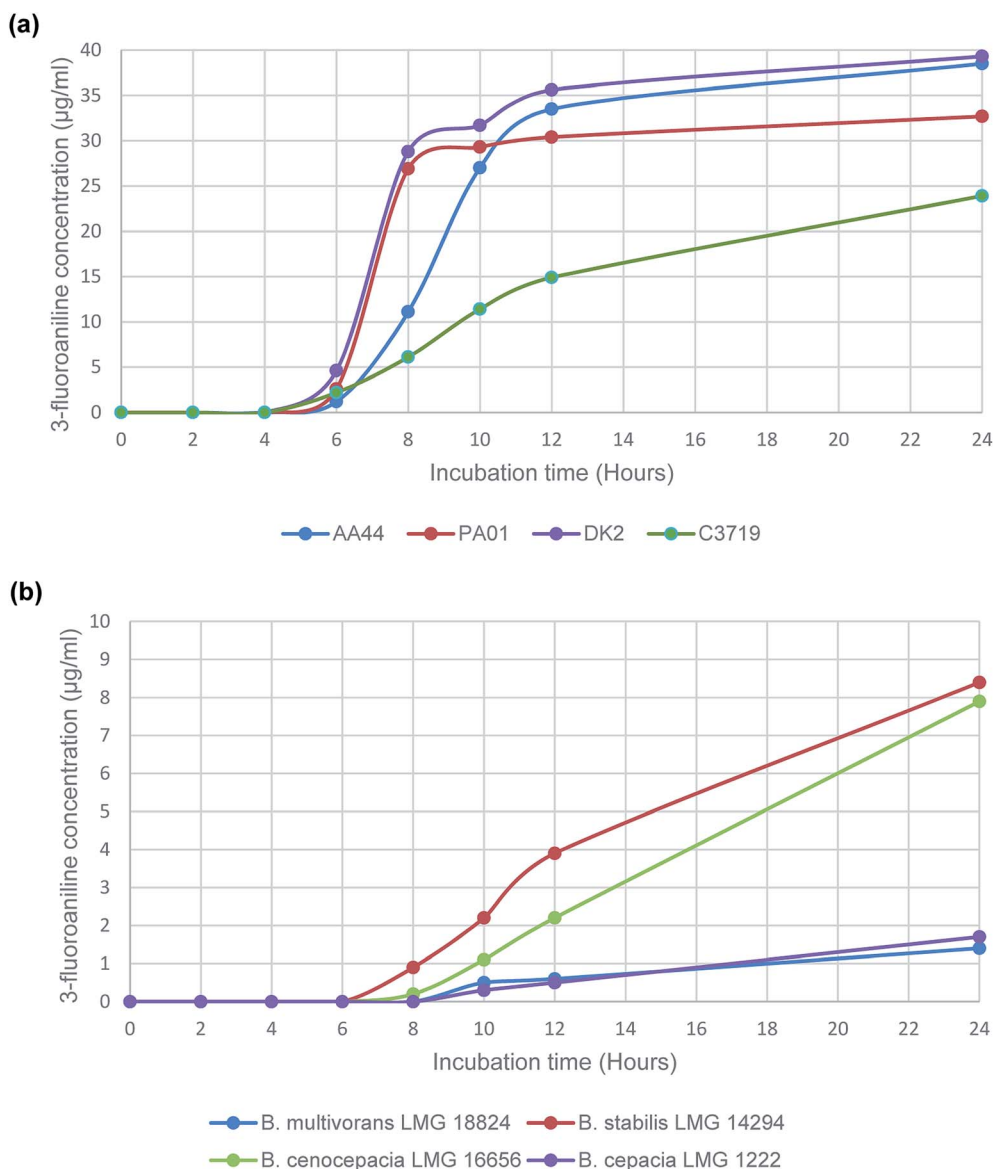 (a)
40
35
30
25
20
15
10
5
0
3-fluoroaniline concentration (µg/ml)
0 2 4 6 8 10 12 14 16 18 20 22 24
Incubation time (Hours)
AA44 PA01 DK2 C3719
(b)
10
9
8
7
6
5
4
3
2
1
0
3-fluoroaniline concentration (µg/ml)
0 2 4 6 8 10 12 14 16 18 20 22 24
Incubation time (Hours)
B. multivorans LMG 18824 B. stabilis LMG 14294
B. cenocepacia LMG 16656 B. cepacia LMG 1222